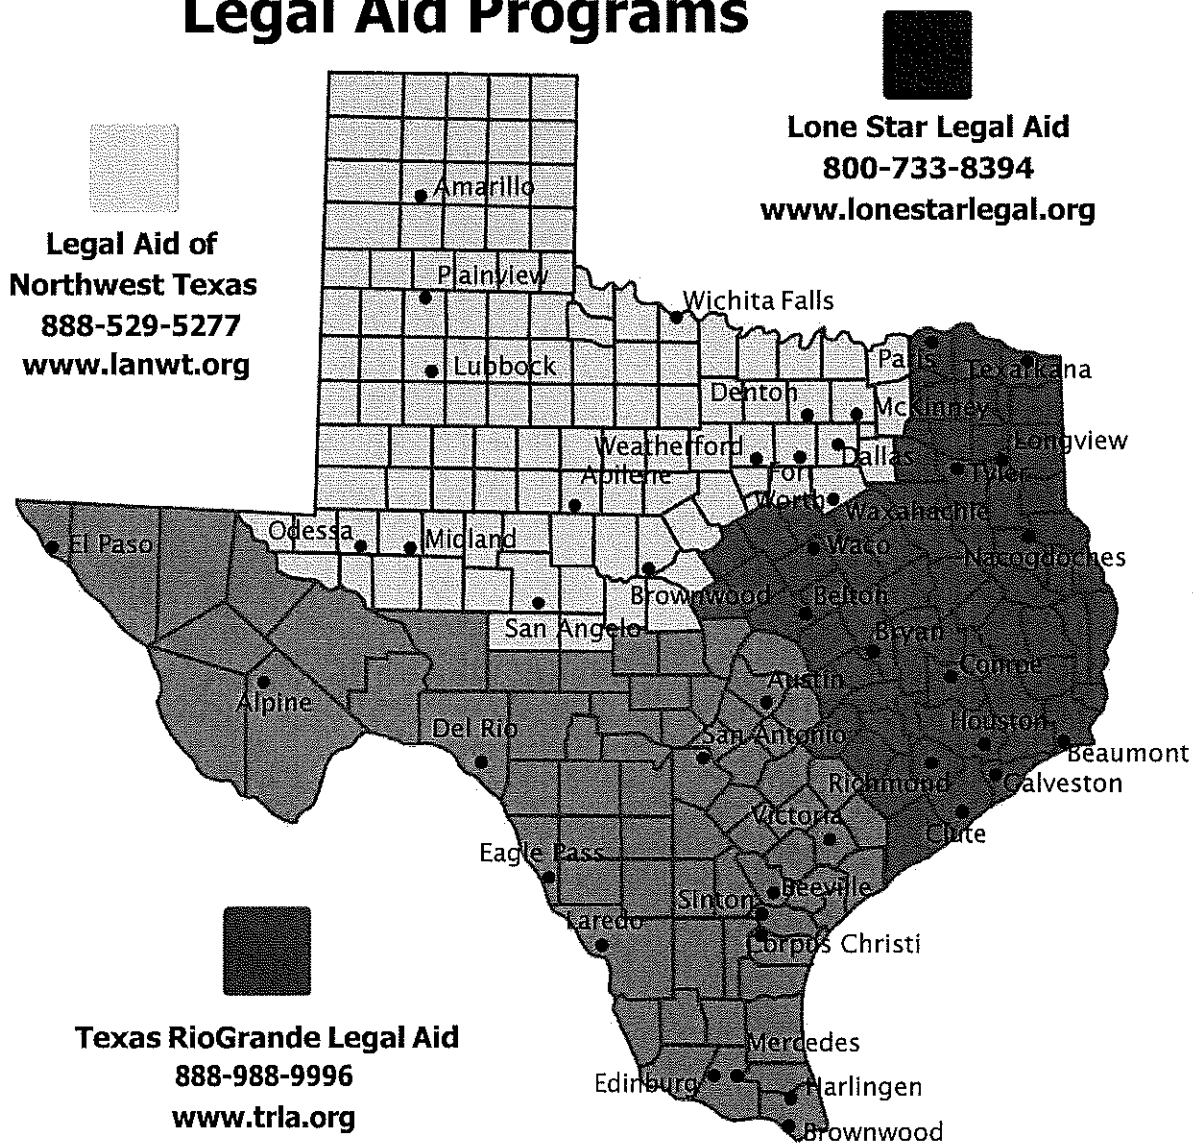 Legal Aid Programs
Lone Star Legal Aid
800-733-8394
www.lonestarlegal.org
Legal Aid of
Northwest Texas
888-529-5277
www.lanwt.org
Amarillo
Plainview
Wichita Falls
Lubbock
Paris
Texarkana
Denton
McKinney
Weatherford
Longview
Abilene
Fort
Worth
Dallas
Tyler
Waxahachie
Odessa
Midland
El Paso
Waco
Nacogdoches
Brownwood
Belton
San Angelo
Bryan
Conroe
Alpine
Austin
Del Rio
San Antonio
Houston
Beaumont
Richmond
Galveston
Victoria
Clute
Eagle Pass
Beeville
Sinton
Laredo
Corpus Christi
Mercedes
Edinburg
Harlingen
Brownwood
Texas RioGrande Legal Aid
888-988-9996
www.trla.org